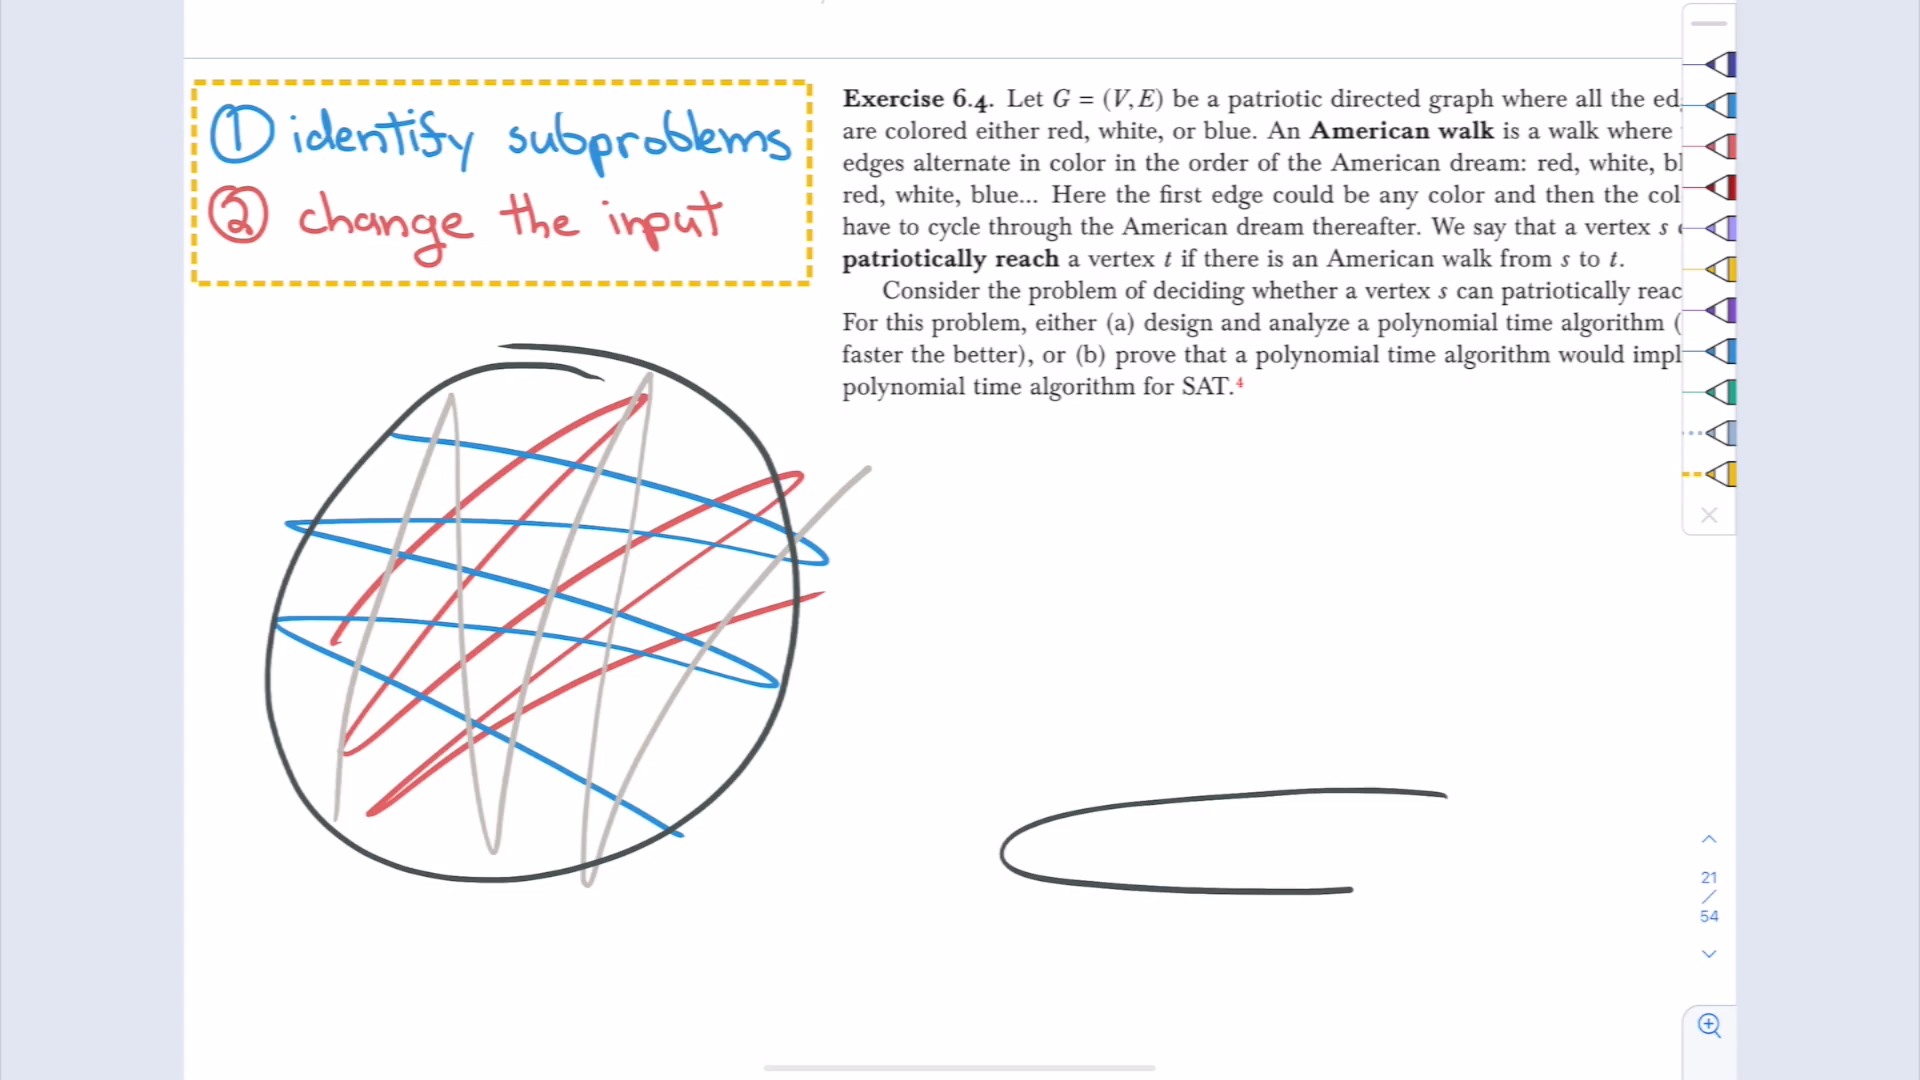 ① identify subproblems
② change the input
Exercise 6.4. Let G = (V, E) be a patriotic directed graph where all the ed
are colored either red, white, or blue. An American walk is a walk where
edges alternate in color in the order of the American dream: red, white, bl
red, white, blue... Here the first edge could be any color and then the col
have to cycle through the American dream thereafter. We say that a vertex s
patriotically reach a vertex t if there is an American walk from s to t.
Consider the problem of deciding whether a vertex s can patriotically reac
For this problem, either (a) design and analyze a polynomial time algorithm (
faster the better), or (b) prove that a polynomial time algorithm would impl
polynomial time algorithm for SAT.⁴
21
/
54